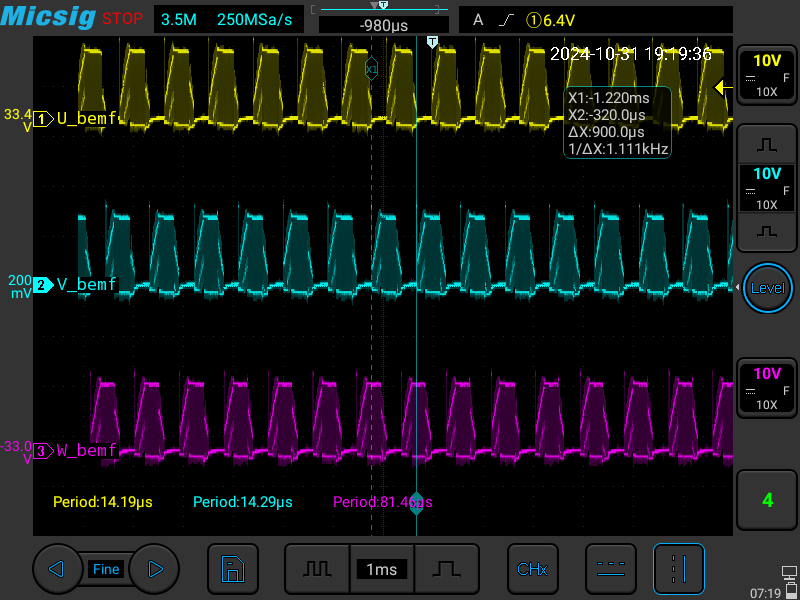 Micsig STOP 3.5M 250MSa/s T -980µs A ①6.4V
T
2024-10-31 19:19:36
10V
F
10X
X1
X1:-1.220ms
X2:-320.0µs
ΔX:900.0µs
1/ΔX:1.111kHz
33.4
V
1 U_bemf
10V
F
10X
200
mV
2 V_bemf
Level
10V
F
10X
-33.0
V
3 W_bemf
Period:14.19µs Period:14.29µs Period:81.46µs
4
Fine 1ms CHx
07:19